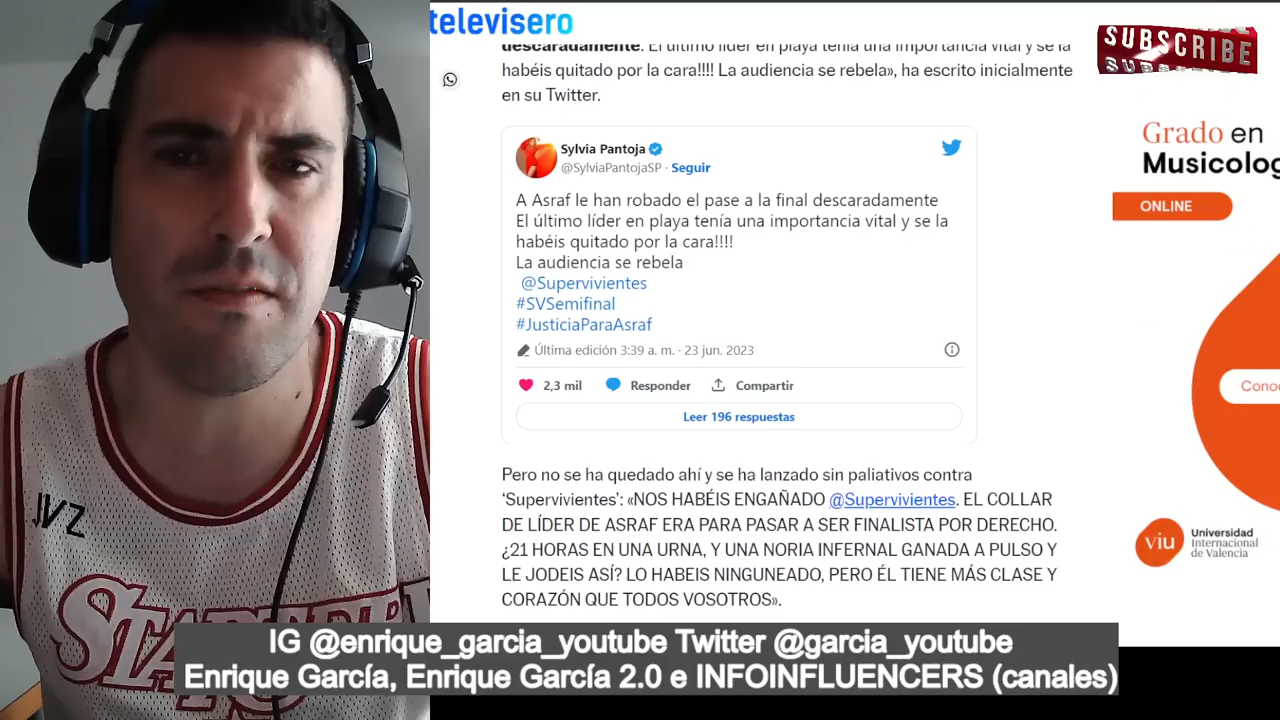 televisero
SUBSCRIBE
descaradamente. El último líder en playa tenía una importancia vital y se la
habéis quitado por la cara!!!! La audiencia se rebela», ha escrito inicialmente
en su Twitter.
Sylvia Pantoja
@SylviaPantojaSP · Seguir
A Asraf le han robado el pase a la final descaradamente
El último líder en playa tenía una importancia vital y se la
habéis quitado por la cara!!!!
La audiencia se rebela
@Supervivientes
#SVSemifinal
#JusticiaParaAsraf
Última edición 3:39 a. m. · 23 jun. 2023
2,3 mil Responder Compartir
Leer 196 respuestas
Pero no se ha quedado ahí y se ha lanzado sin paliativos contra
‘Supervivientes’: «NOS HABÉIS ENGAÑADO @Supervivientes. EL COLLAR
DE LÍDER DE ASRAF ERA PARA PASAR A SER FINALISTA POR DERECHO.
¿21 HORAS EN UNA URNA, Y UNA NORIA INFERNAL GANADA A PULSO Y
LE JODEIS ASÍ? LO HABEIS NINGUNEADO, PERO ÉL TIENE MÁS CLASE Y
CORAZÓN QUE TODOS VOSOTROS».
Grado en
Musicolog
ONLINE
Conoc
viu
Universidad
Internacional
de Valencia
JVZ
IG @enrique_garcia_youtube Twitter @garcia_youtube
Enrique García, Enrique García 2.0 e INFOINFLUENCERS (canales)